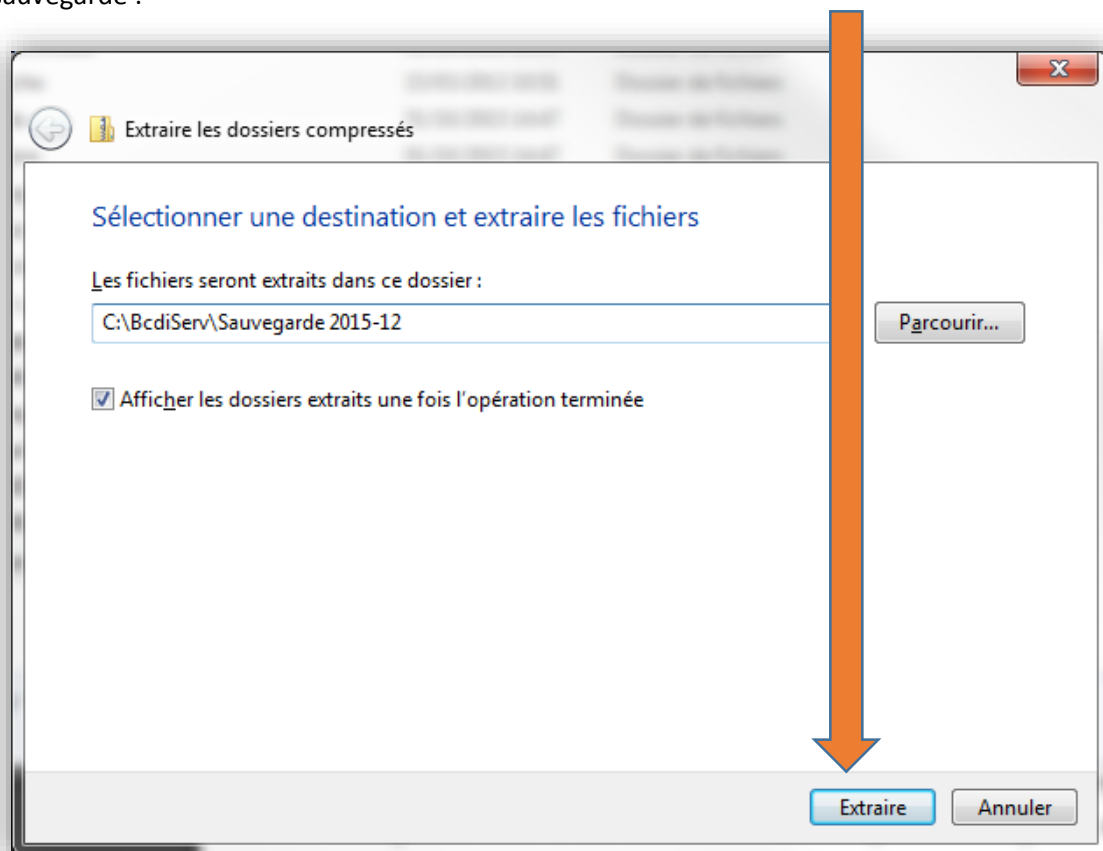 sauvegarde :
Extraire les dossiers compressés
Sélectionner une destination et extraire les fichiers
Les fichiers seront extraits dans ce dossier :
C:\BcdiServ\Sauvegarde 2015-12
Parcourir...
Afficher les dossiers extraits une fois l'opération terminée
Extraire
Annuler